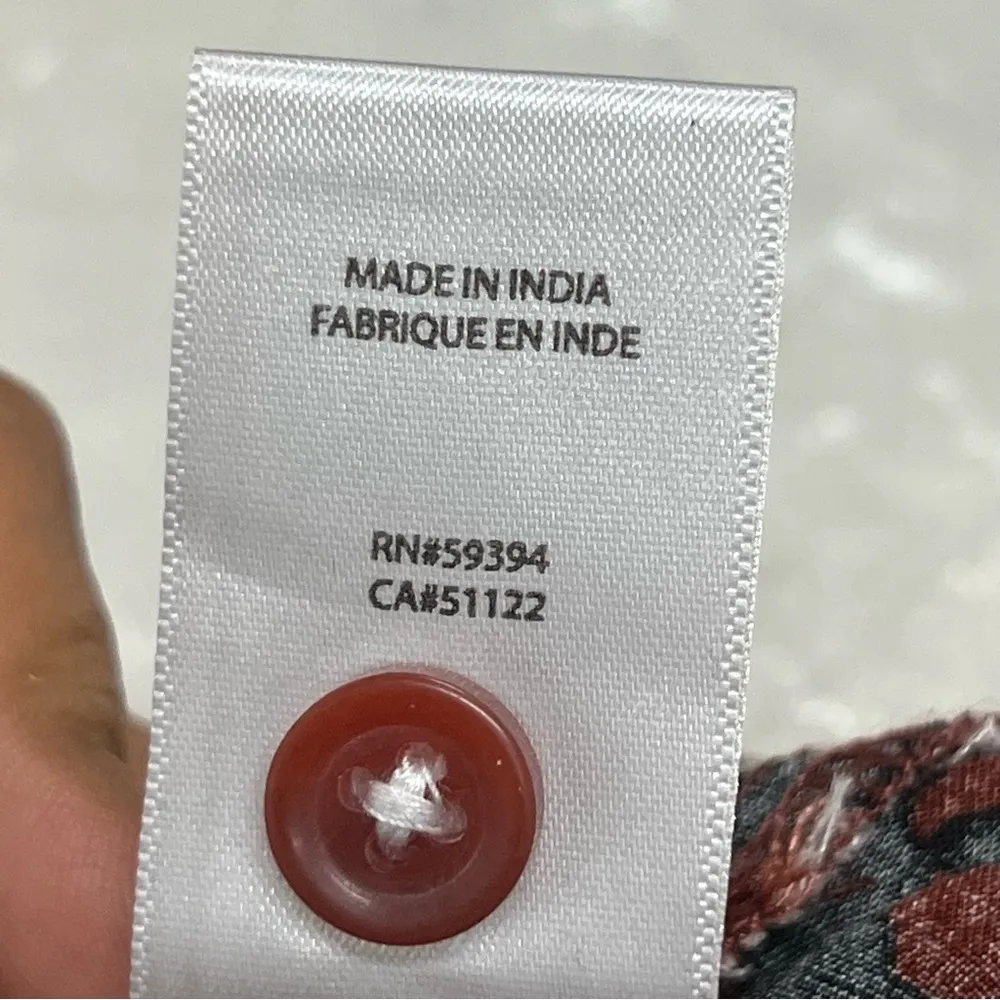 MADE IN INDIA
FABRIQUE EN INDE
RN#59394
CA#51122